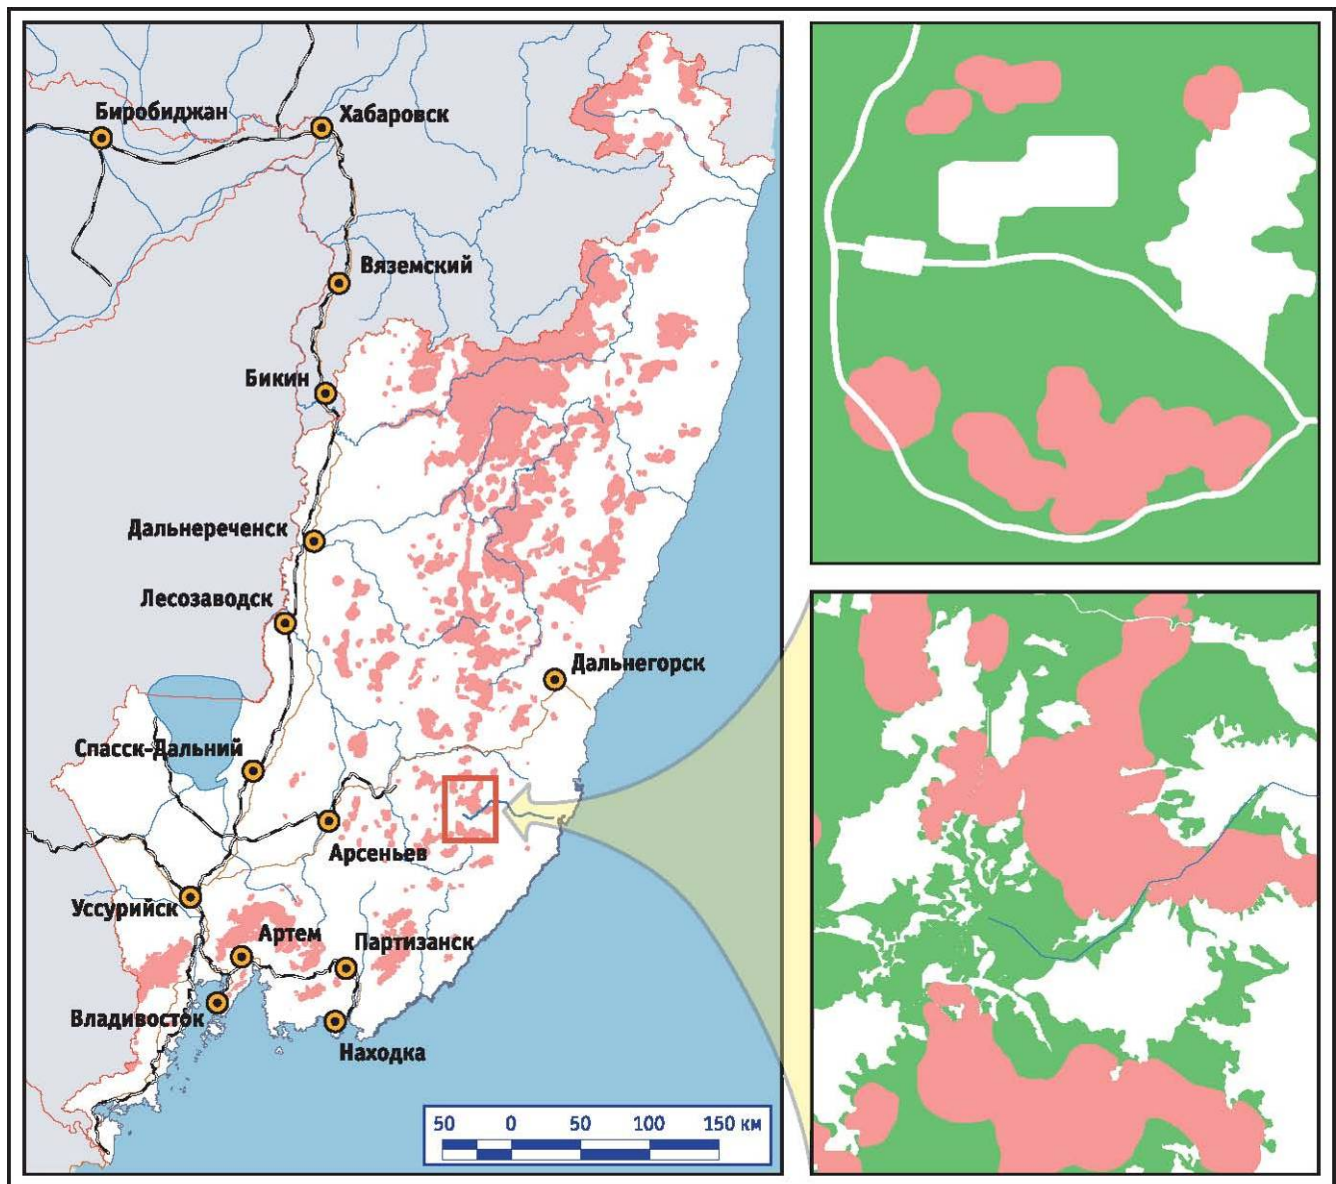 Биробиджан
Хабаровск
Вяземский
Бикин
Дальнереченск
Лесозаводск
Дальнегорск
Спасск-Дальний
Арсеньев
Уссурийск
Артем
Партизанск
Владивосток
Находка
50 0 50 100 150 км